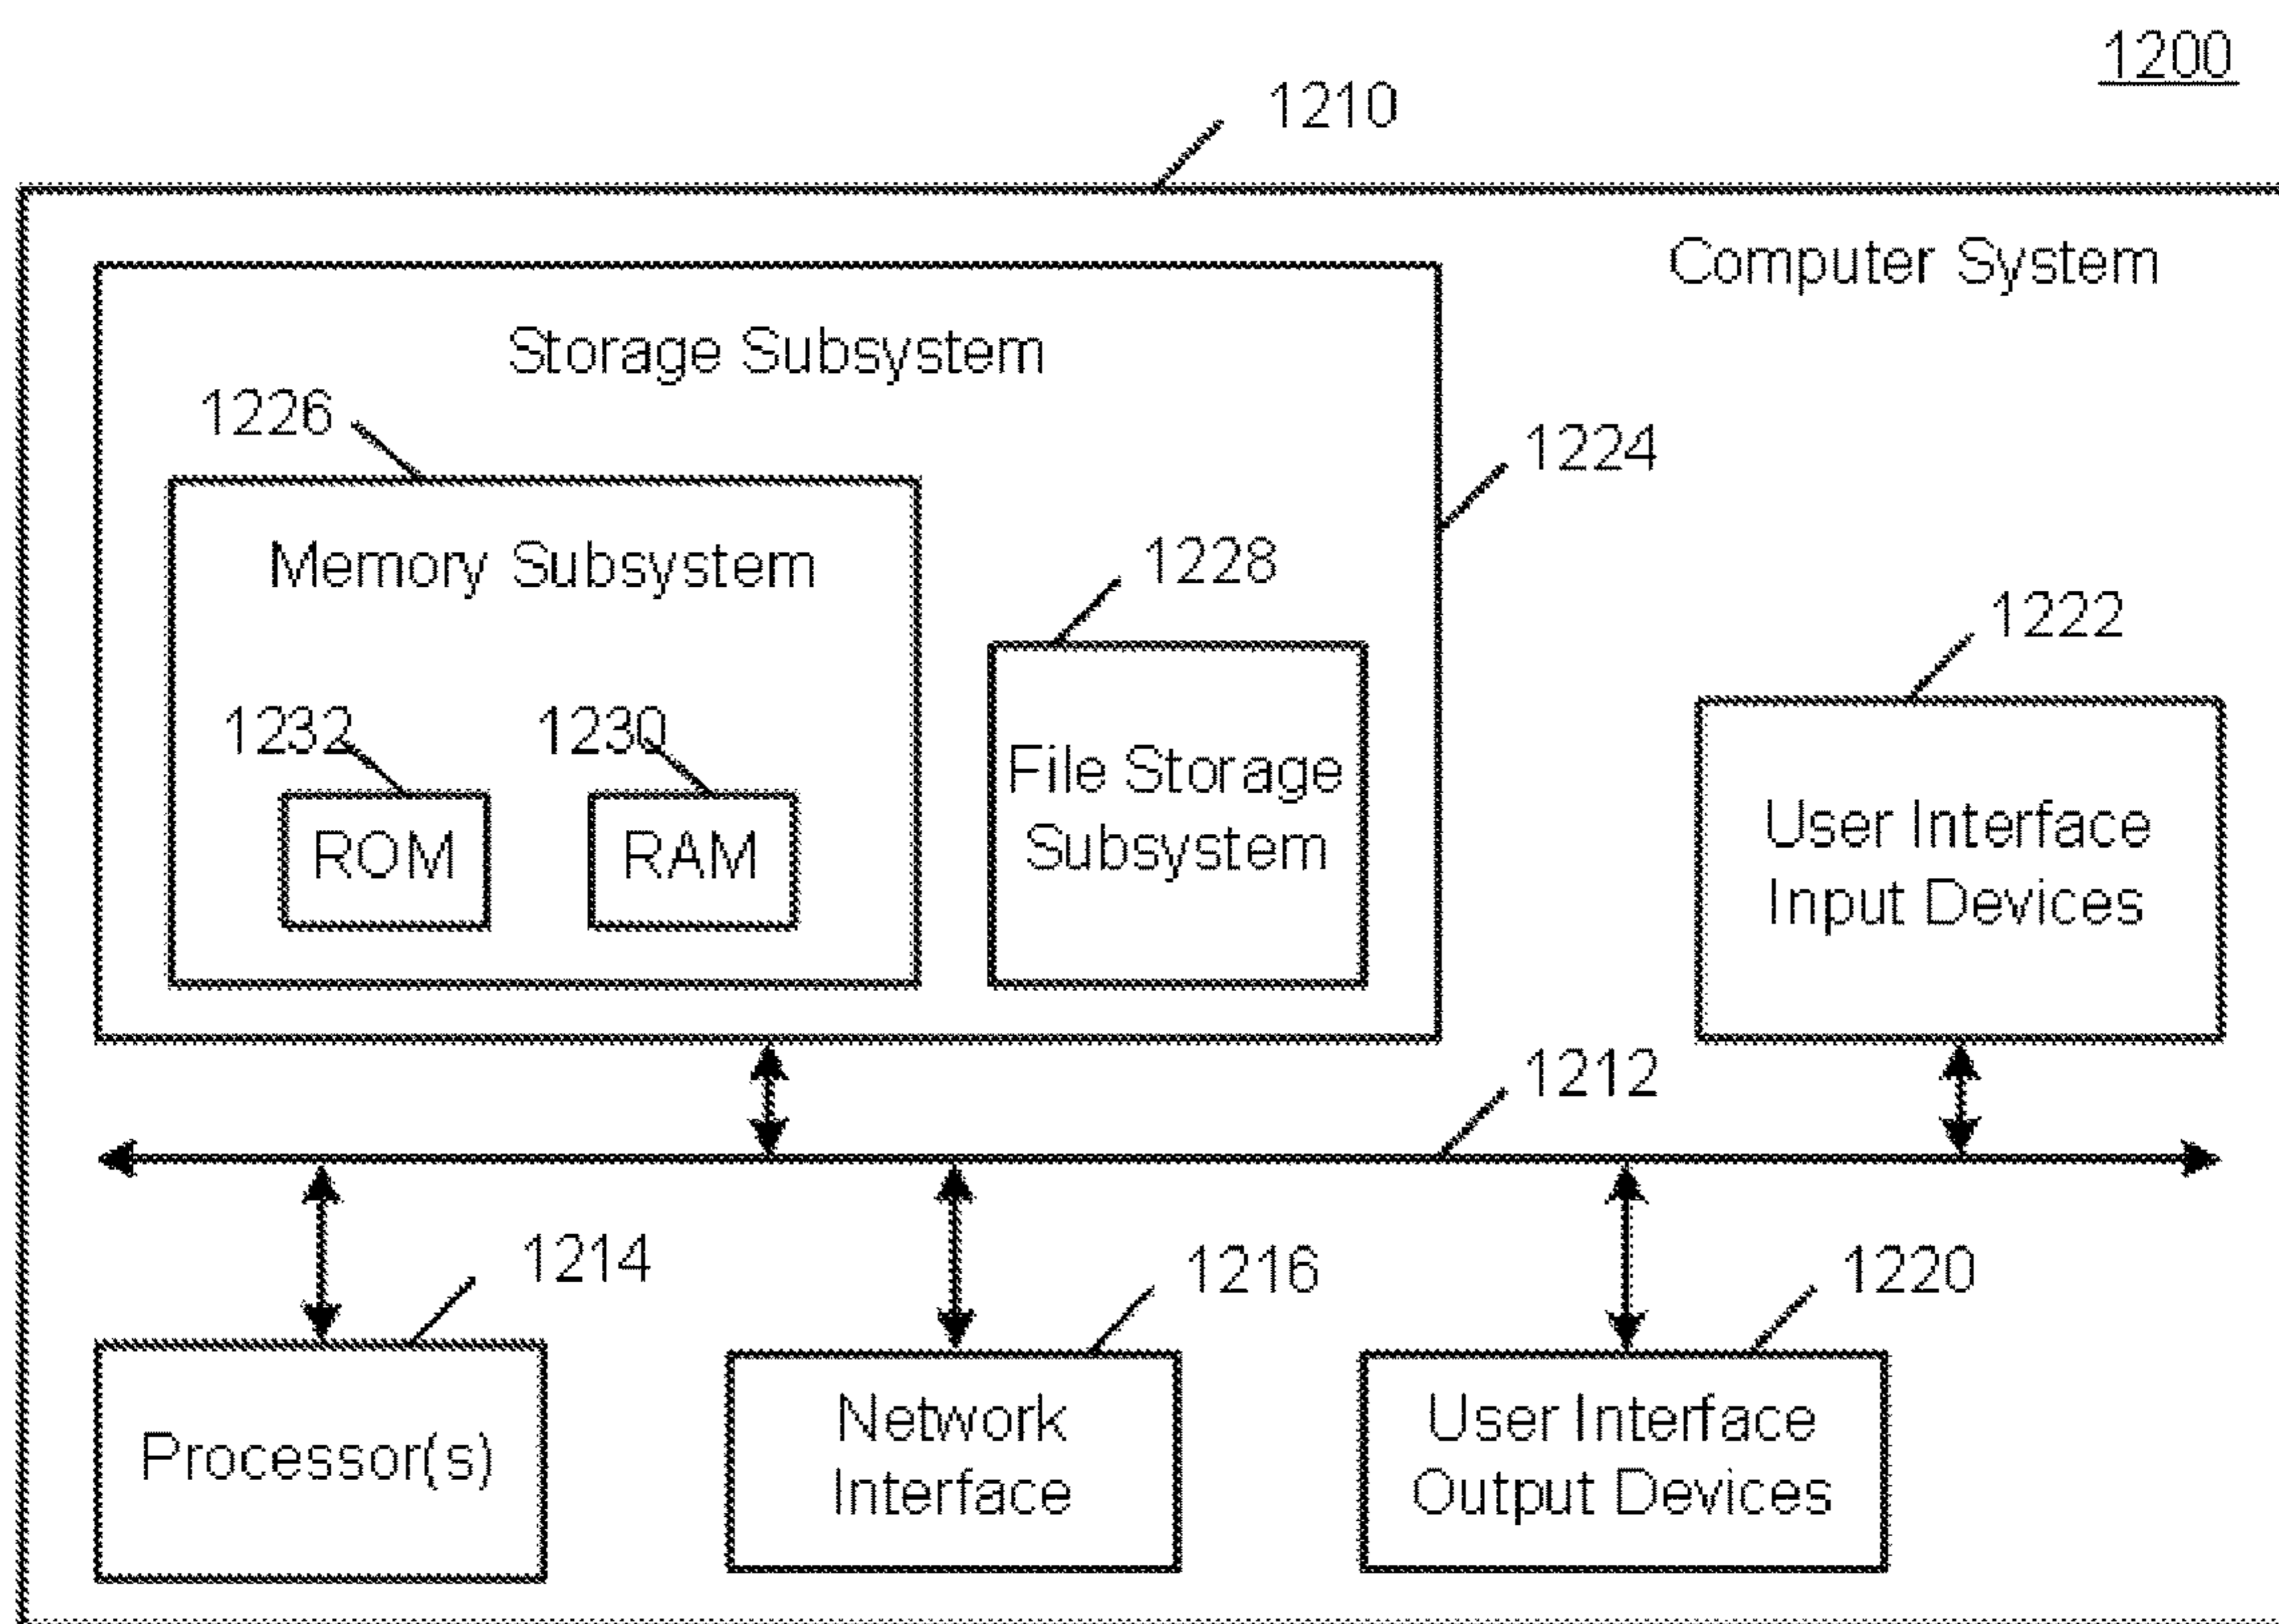 1200
1210
Computer System
Storage Subsystem
1226
1224
Memory Subsystem
1228
1222
1232
1230
File Storage
Subsystem
ROM
RAM
User Interface
Input Devices
1212
1214
1216
1220
Processor(s)
Network
Interface
User Interface
Output Devices